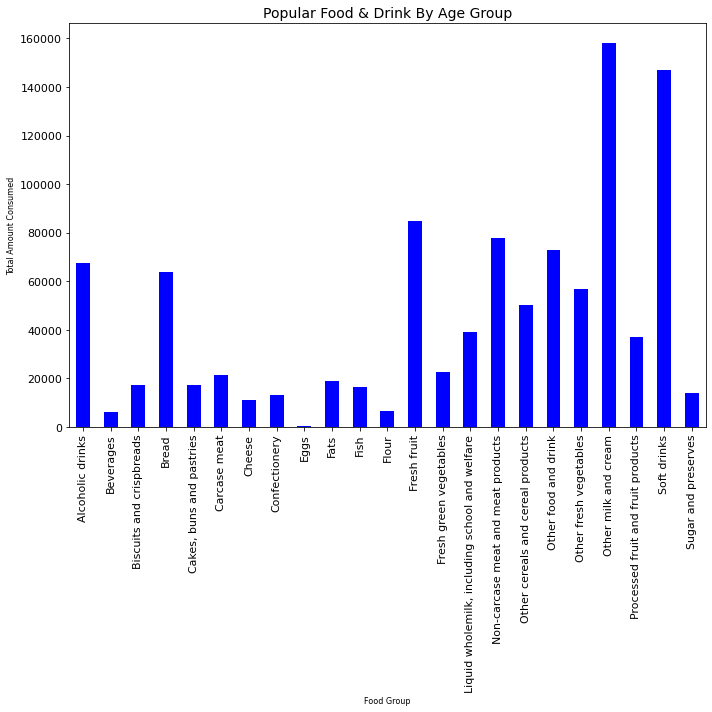 Popular Food & Drink By Age Group
Total Amount Consumed
160000
140000
120000
100000
80000
60000
40000
20000
0
Alcoholic drinks
Beverages
Biscuits and crispbreads
Bread
Cakes, buns and pastries
Carcase meat
Cheese
Confectionery
Eggs
Fats
Fish
Flour
Fresh fruit
Fresh green vegetables
Liquid wholemilk, including school and welfare
Non-carcase meat and meat products
Other cereals and cereal products
Other food and drink
Other fresh vegetables
Other milk and cream
Processed fruit and fruit products
Soft drinks
Sugar and preserves
Food Group